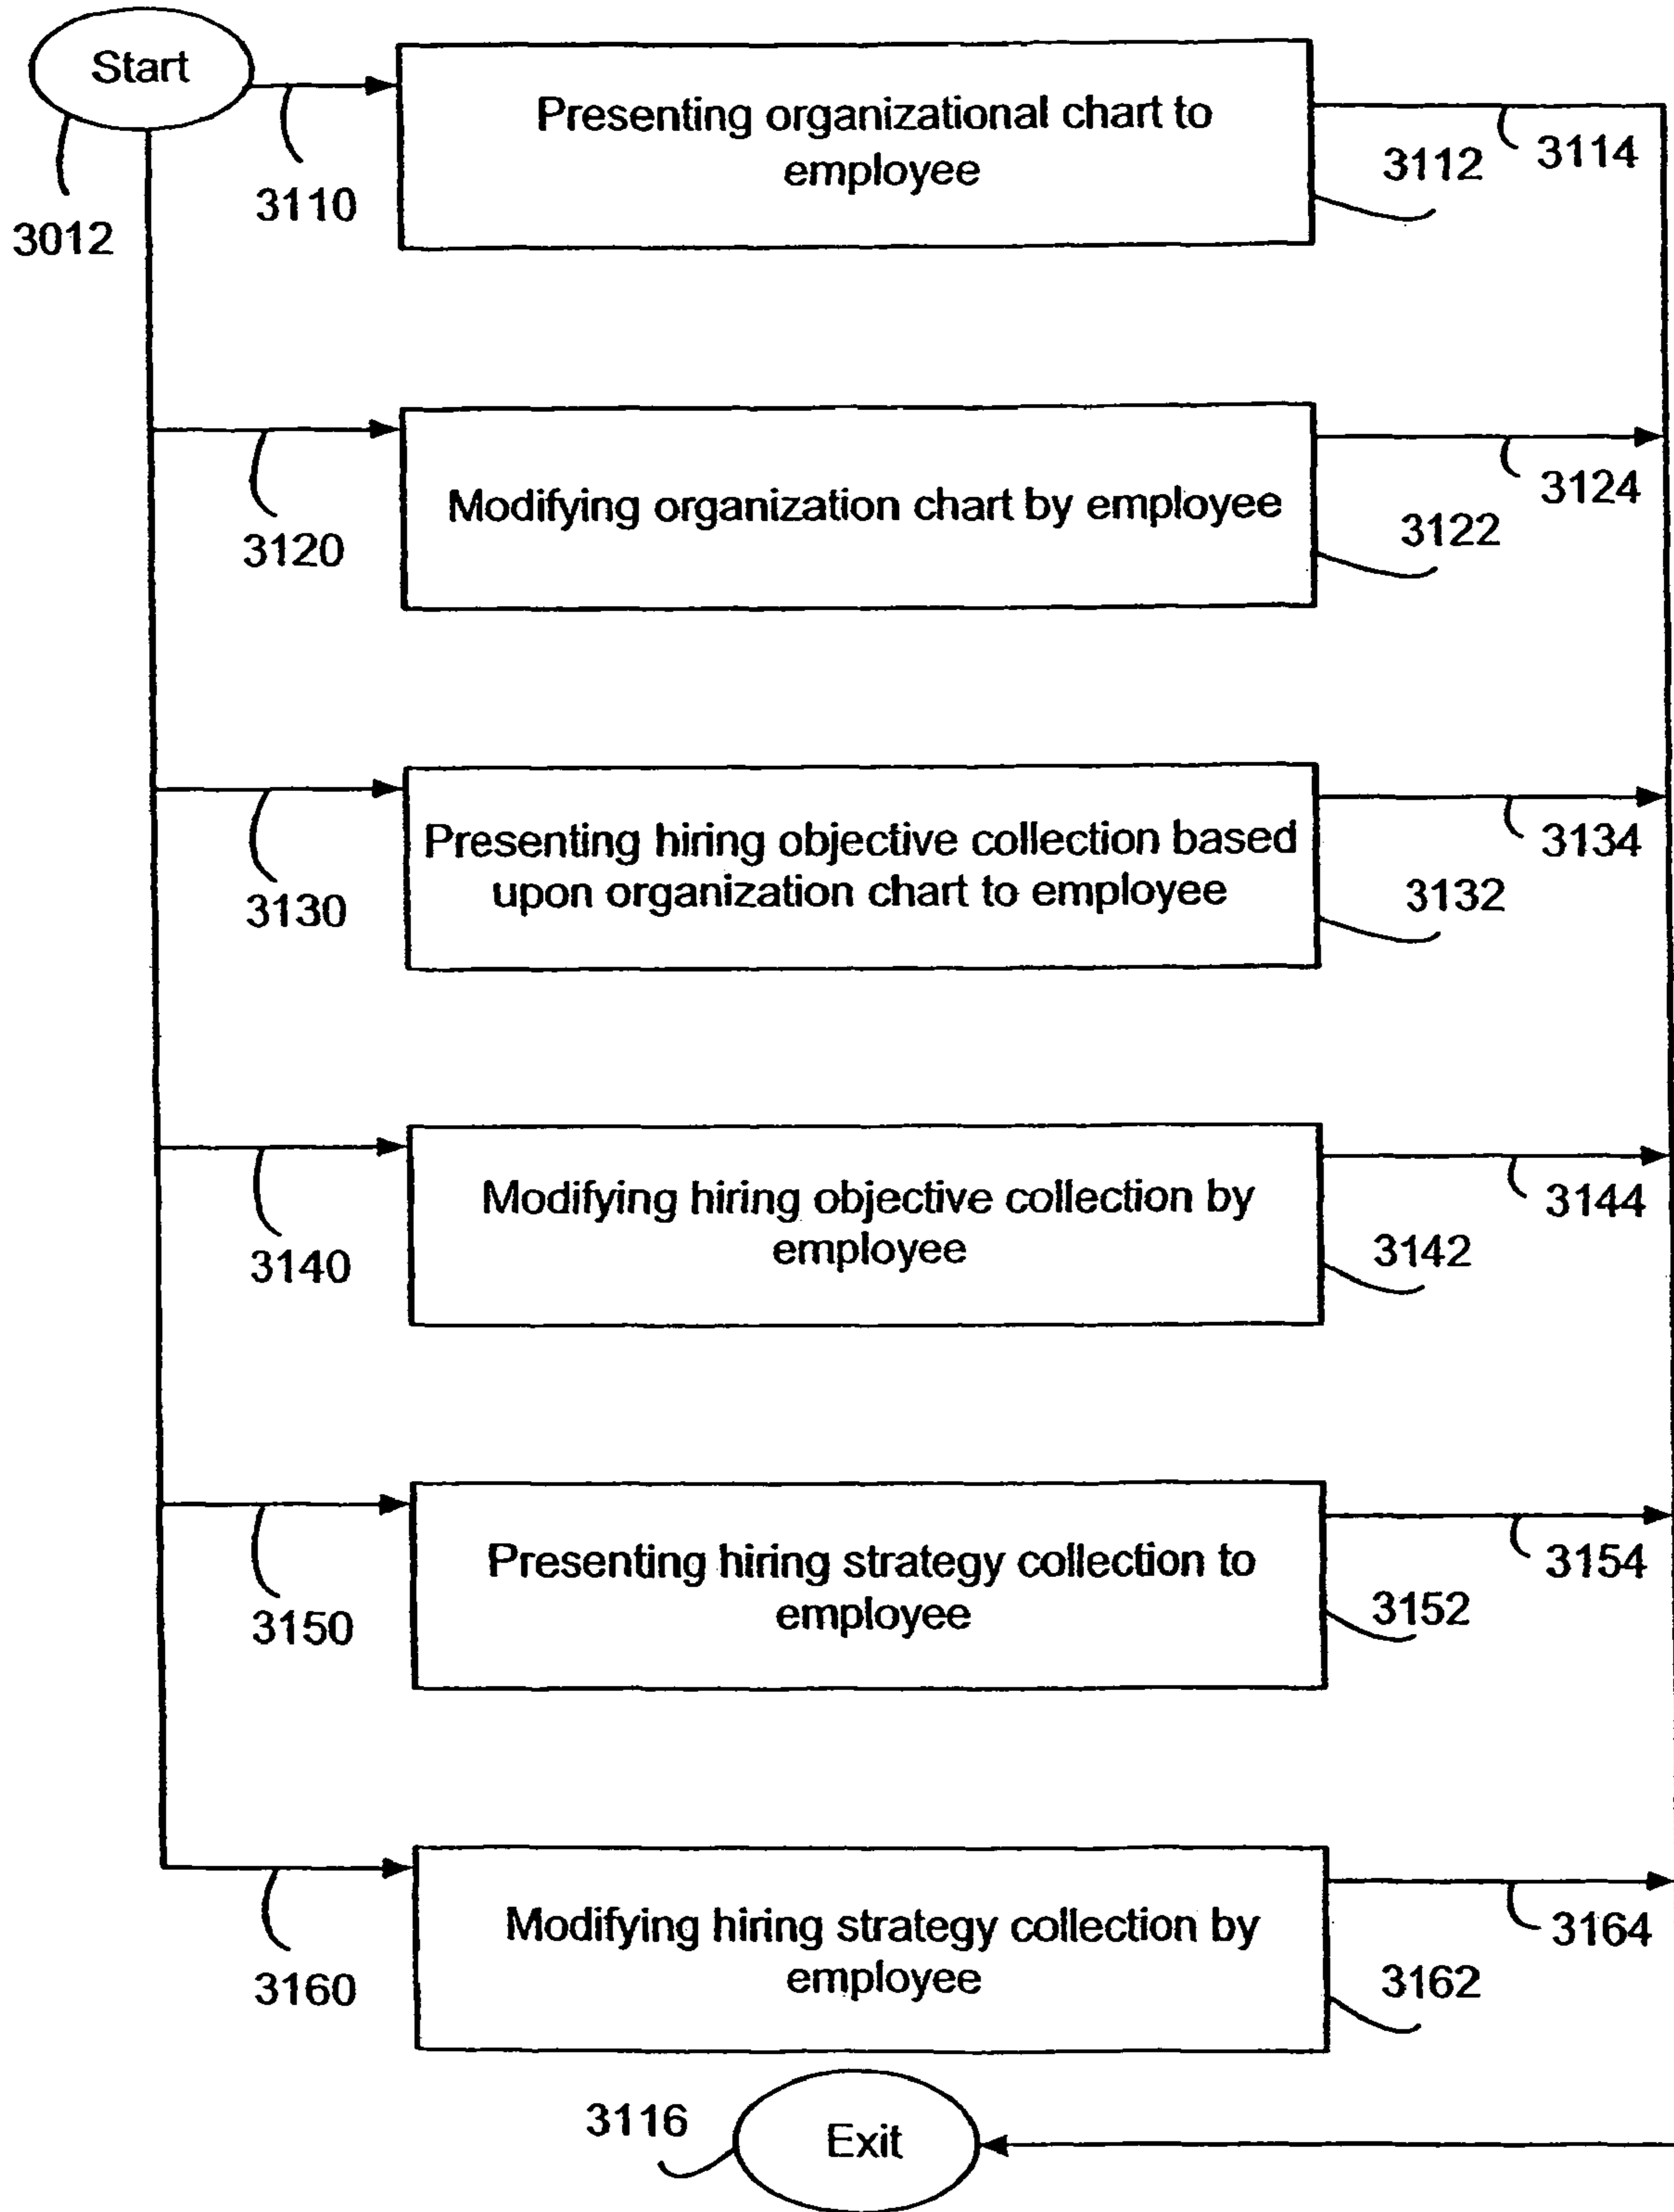 Start
3012
3110
Presenting organizational chart to
employee
3112
3114
3120
Modifying organization chart by employee
3122
3124
3130
Presenting hiring objective collection based
upon organization chart to employee
3132
3134
3140
Modifying hiring objective collection by
employee
3142
3144
3150
Presenting hiring strategy collection to
employee
3152
3154
3160
Modifying hiring strategy collection by
employee
3162
3164
3116
Exit